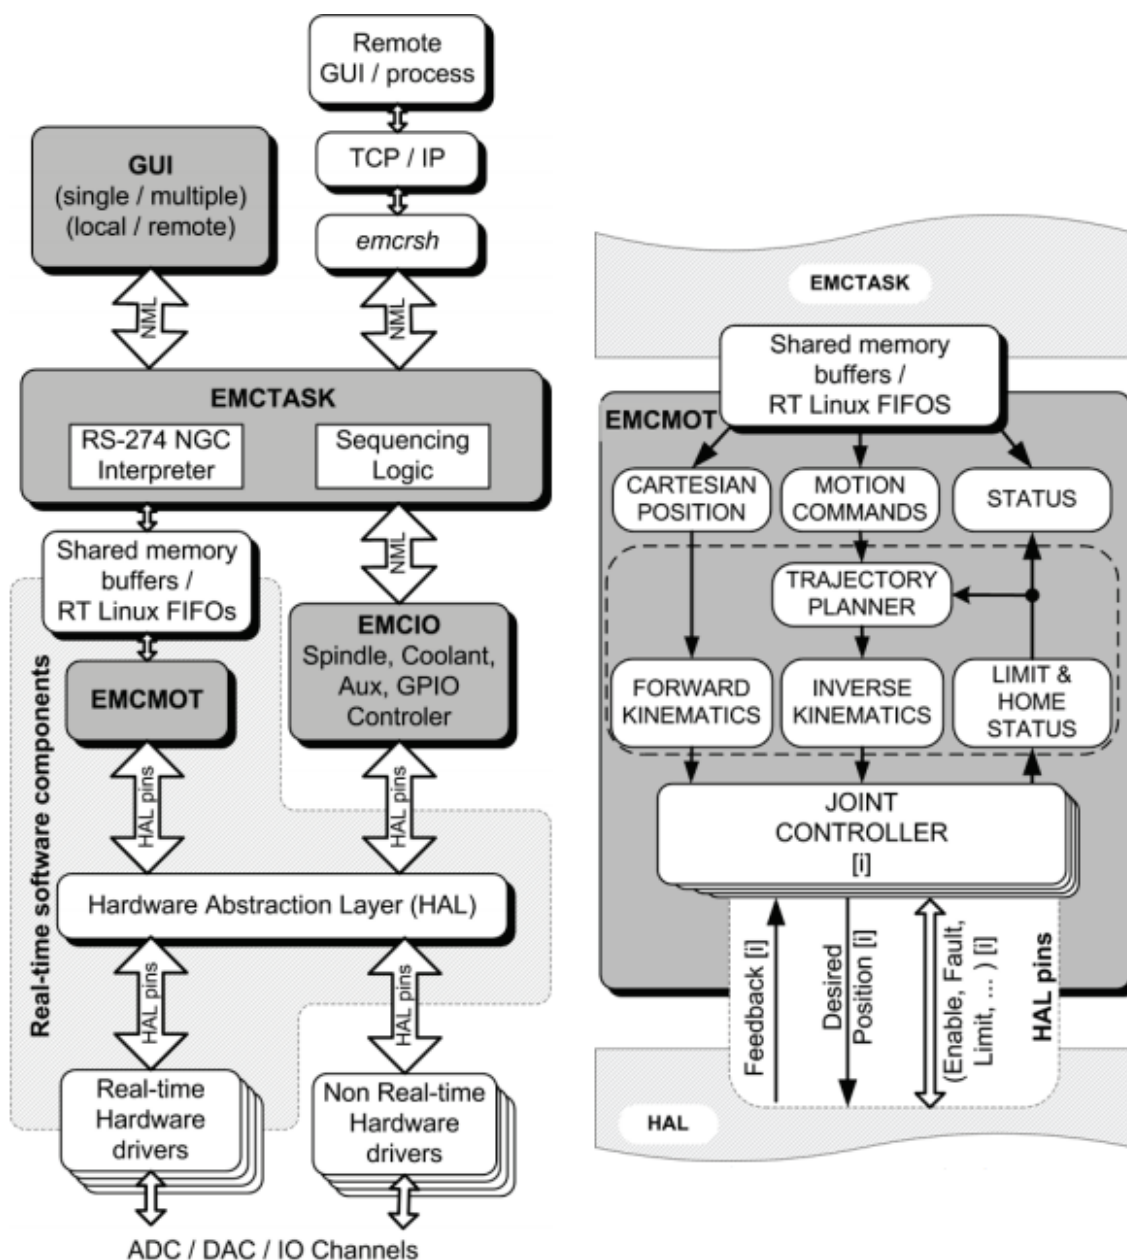 Remote
GUI / process
TCP / IP
emcrsh
GUI
(single / multiple)
(local / remote)
NML
NML
EMCTASK
RS-274 NGC
Interpreter
Sequencing
Logic
Shared memory
buffers /
RT Linux FIFOs
NML
EMCIO
Spindle, Coolant,
Aux, GPIO
Controler
EMCMOT
Real-time software components
HAL pins
HAL pins
Hardware Abstraction Layer (HAL)
HAL pins
HAL pins
Real-time
Hardware
drivers
Non Real-time
Hardware
drivers
ADC / DAC / IO Channels
EMCTASK
Shared memory
buffers /
RT Linux FIFOS
EMCMOT
CARTESIAN
POSITION
MOTION
COMMANDS
STATUS
TRAJECTORY
PLANNER
FORWARD
KINEMATICS
INVERSE
KINEMATICS
LIMIT &
HOME
STATUS
JOINT
CONTROLLER
[i]
Feedback [i]
Desired
Position [i]
(Enable, Fault,
Limit, ... ) [i]
HAL pins
HAL